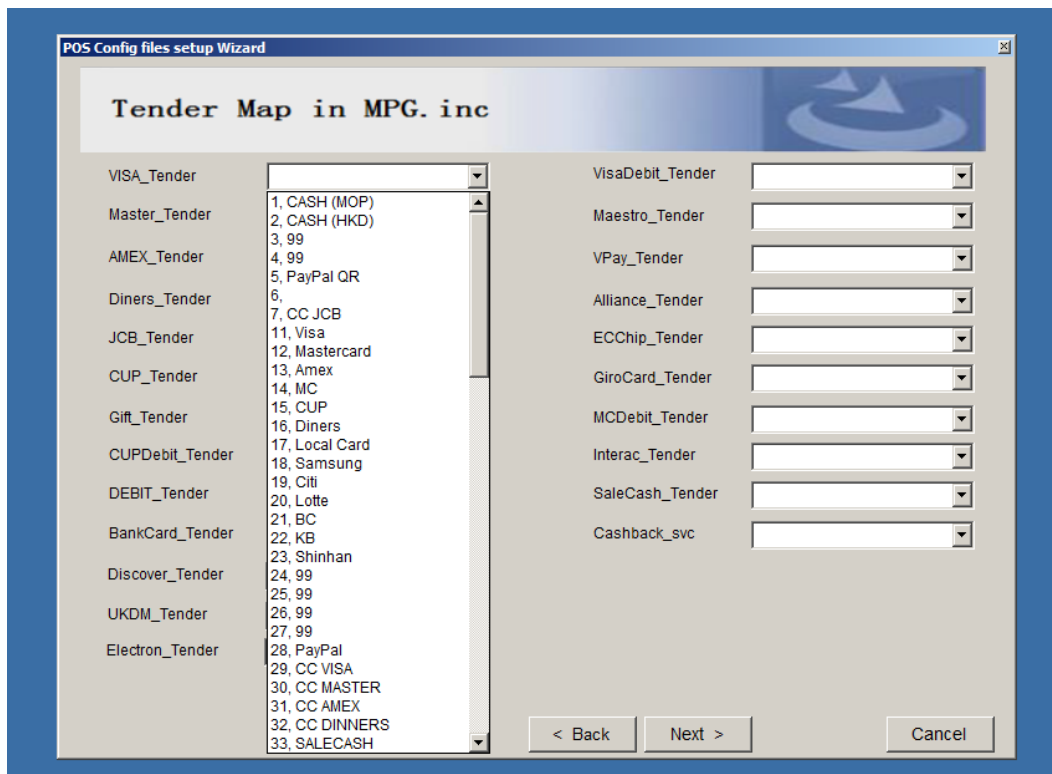 POS Config files setup Wizard
Tender Map in MPG.inc
VISA_Tender
Master_Tender
AMEX_Tender
Diners_Tender
JCB_Tender
CUP_Tender
Gift_Tender
CUPDebit_Tender
DEBIT_Tender
BankCard_Tender
Discover_Tender
UKDM_Tender
Electron_Tender
1, CASH (MOP)
2, CASH (HKD)
3, 99
4, 99
5, PayPal QR
6,
7, CC JCB
11, Visa
12, Mastercard
13, Amex
14, MC
15, CUP
16, Diners
17, Local Card
18, Samsung
19, Citi
20, Lotte
21, BC
22, KB
23, Shinhan
24, 99
25, 99
26, 99
27, 99
28, PayPal
29, CC VISA
30, CC MASTER
31, CC AMEX
32, CC DINNERS
33, SALECASH
VisaDebit_Tender
Maestro_Tender
VPay_Tender
Alliance_Tender
ECChip_Tender
GiroCard_Tender
MCDebit_Tender
Interac_Tender
SaleCash_Tender
Cashback_svc
< Back
Next >
Cancel